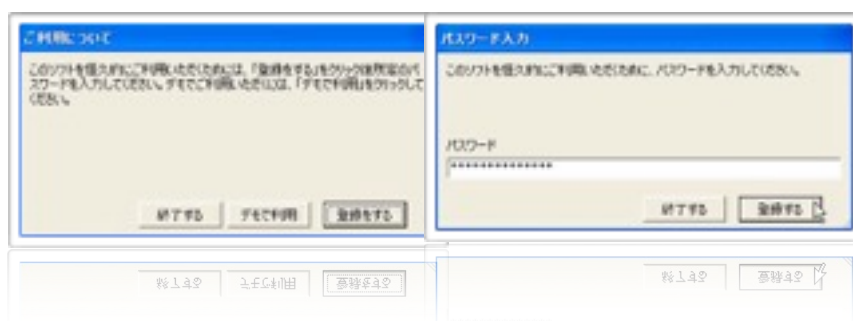 ご利用について
このソフトを恒久的にご利用いただくためには、「登録をする」をクリック後所定のパ
スワードを入力してください。デモでご利用いただくには、「デモで利用」をクリックして
ください。
終了する
デモで利用
登録をする
パスワード入力
このソフトを恒久的にご利用いただくために、パスワードを入力してください。
パスワード
**************
終了する
登録する